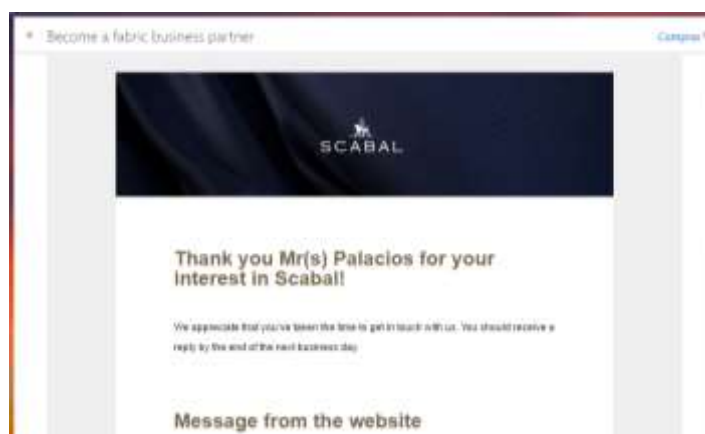 Become a fabric business partner
Compras
SCABAL
Thank you Mr(s) Palacios for your
interest in Scabal!
We appreciate that you've taken the time to get in touch with us. You should receive a
reply by the end of the next business day.
Message from the website